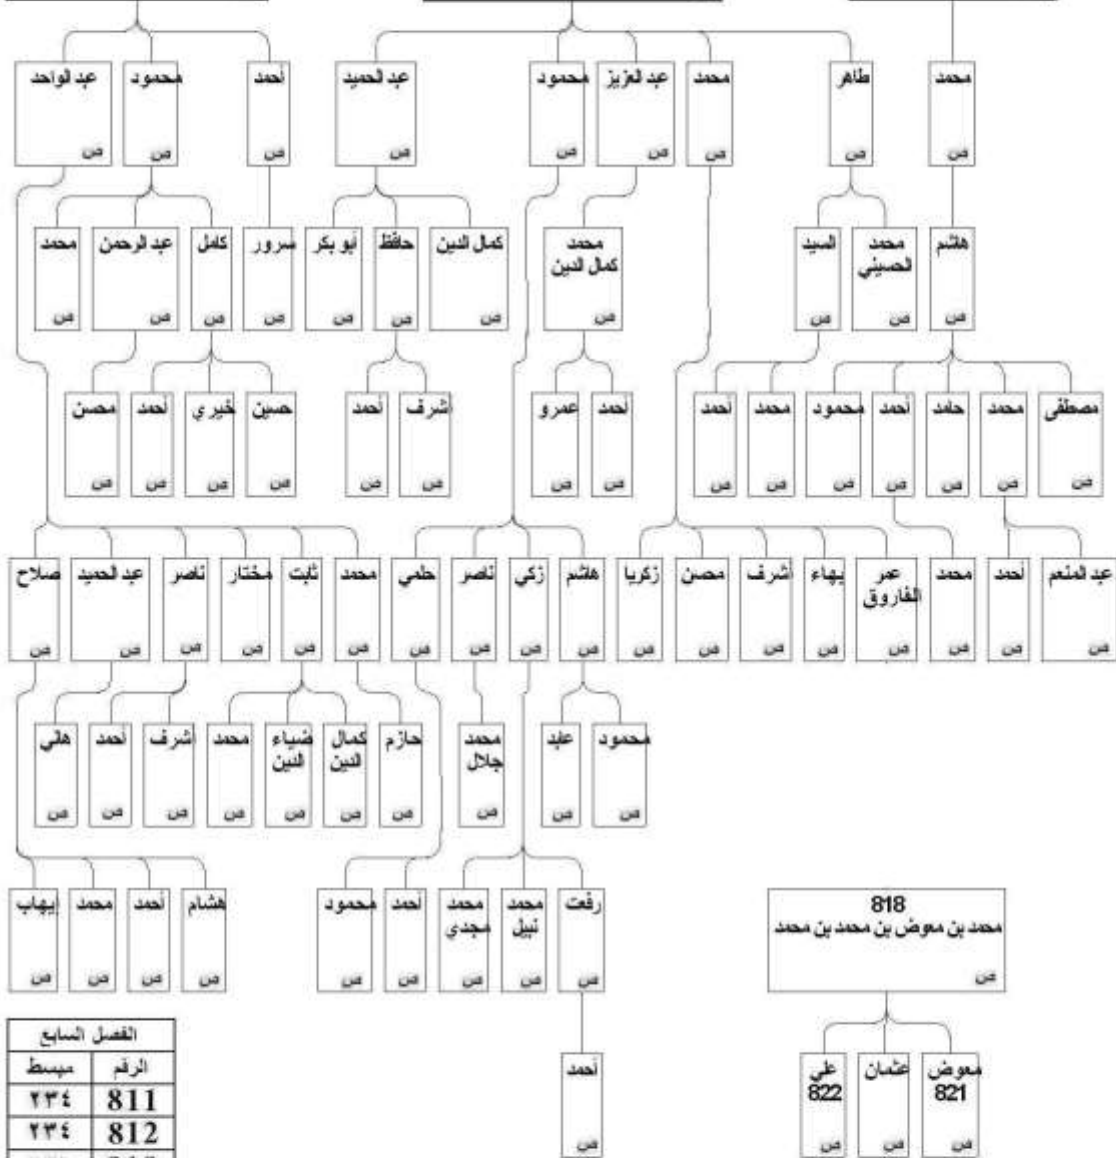 محمد
ص
طاهر
ص
محمد
ص
عبد العزيز
ص
محمود
ص
عبد الحميد
ص
أحمد
ص
محمود
ص
عبد الواحد
ص
هاشم
ص
محمد
الحسيني
ص
السيد
ص
محمد
كمال الدين
ص
كمال الدين
ص
حافظ
ص
أبو بكر
ص
سرور
ص
كامل
ص
عبد الرحمن
ص
محمد
ص
مصطفى
ص
محمد
ص
حامد
ص
أحمد
ص
محمود
ص
محمد
ص
أحمد
ص
أحمد
ص
عمرو
ص
أشرف
ص
أحمد
ص
حسين
ص
خيري
ص
أحمد
ص
محسن
ص
عبد المنعم
ص
أحمد
ص
محمد
ص
عمر
الفاروق
ص
بهاء
ص
أشرف
ص
محسن
ص
زكريا
ص
هاشم
ص
زكي
ص
ناصر
ص
حلمي
ص
محمد
ص
ثابت
ص
مختار
ص
ناصر
ص
عبد الحميد
ص
صلاح
ص
محمود
ص
عابد
ص
محمد
جلال
ص
حازم
ص
كمال
الدين
ص
ضياء
الدين
ص
محمد
ص
أشرف
ص
أحمد
ص
هاني
ص
818
محمد بن معوض بن محمد بن محمد
ص
رفعت
ص
محمد
نبيل
ص
محمد
مجدي
ص
أحمد
ص
محمود
ص
هشام
ص
أحمد
ص
محمد
ص
إيهاب
ص
معوض
821
ص
عثمان
ص
علي
822
ص
أحمد
ص
الفصل السابع
الرقم مبسط
811 ٢٣٤
812 ٢٣٤